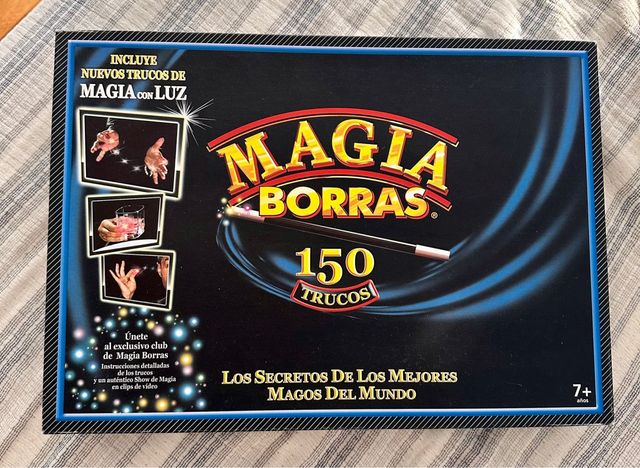 INCLUYE
NUEVOS TRUCOS DE
MAGIA CON LUZ
MAGIA
BORRAS®
150
TRUCOS
Únete
al exclusivo club
de Magia Borras
Instrucciones detalladas
de los trucos
y un auténtico Show de Magia
en clips de video
LOS SECRETOS DE LOS MEJORES
MAGOS DEL MUNDO
7+
años